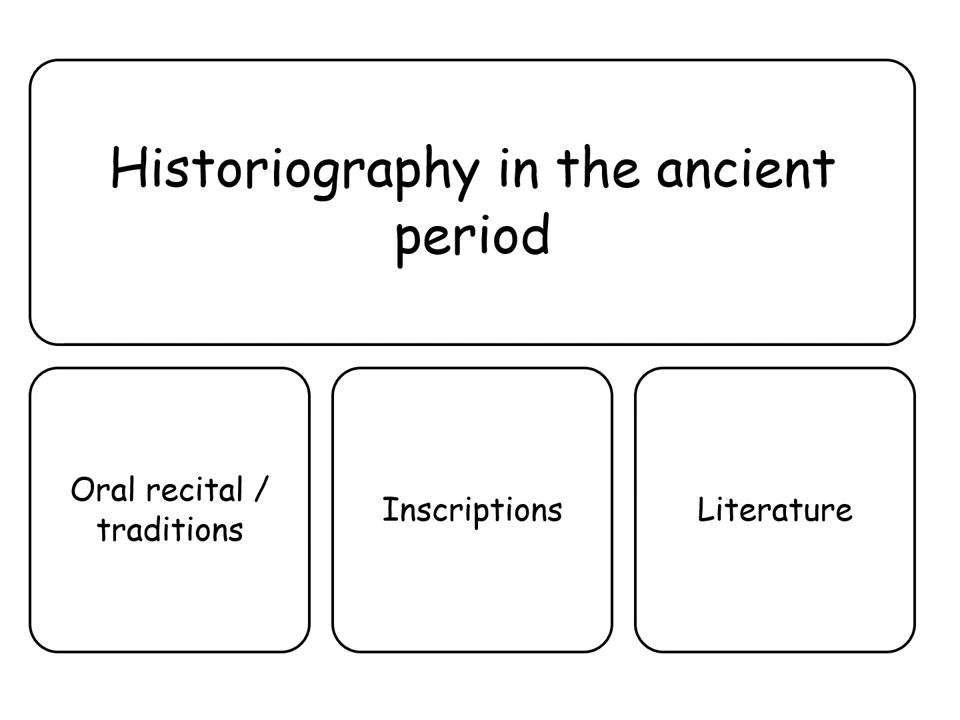 Historiography in the ancient
period
Oral recital /
traditions
Inscriptions
Literature